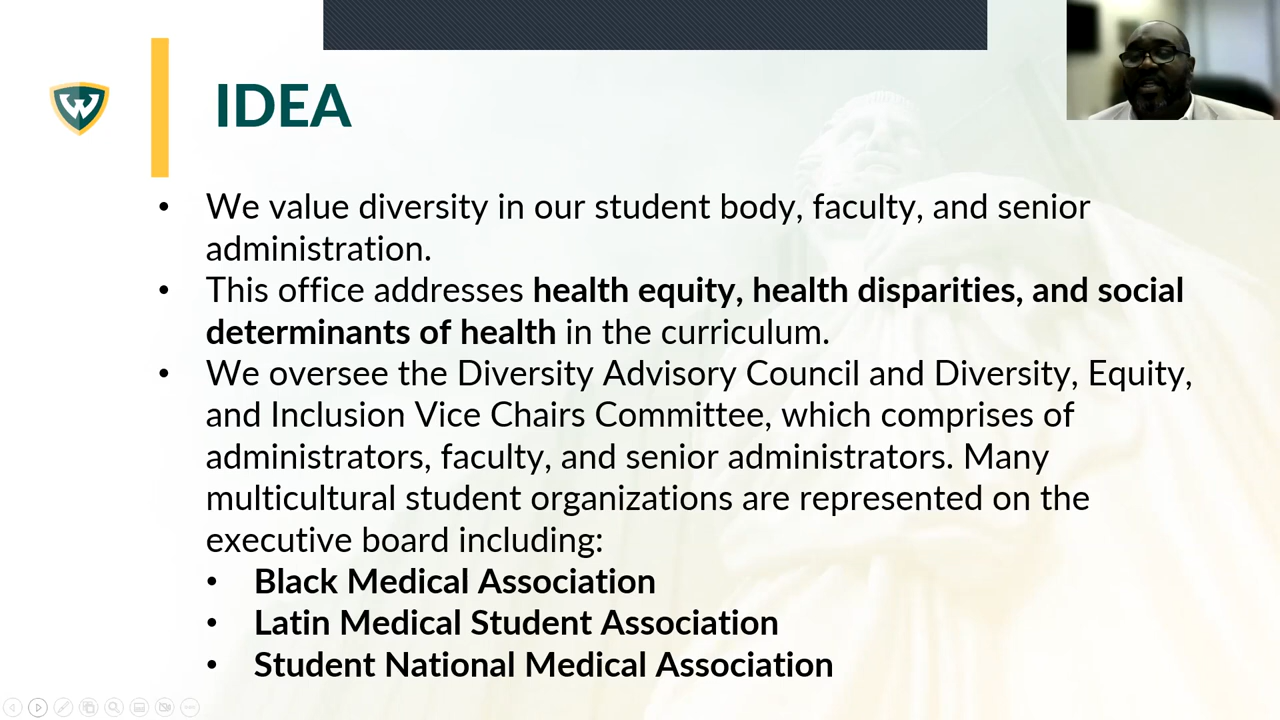 W
IDEA
• We value diversity in our student body, faculty, and senior
administration.
• This office addresses health equity, health disparities, and social
determinants of health in the curriculum.
• We oversee the Diversity Advisory Council and Diversity, Equity,
and Inclusion Vice Chairs Committee, which comprises of
administrators, faculty, and senior administrators. Many
multicultural student organizations are represented on the
executive board including:
• Black Medical Association
• Latin Medical Student Association
• Student National Medical Association